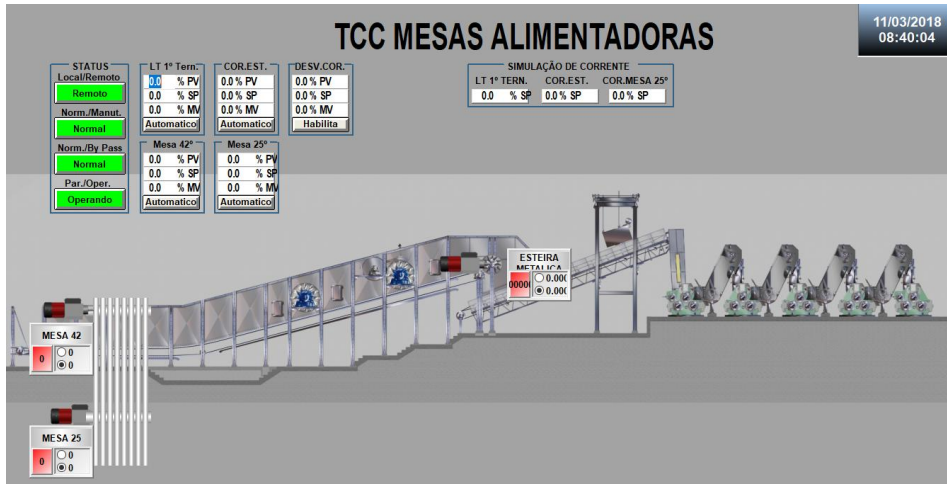 TCC MESAS ALIMENTADORAS
11/03/2018
08:40:04
STATUS
Local/Remoto
Remoto
Norm./Manut.
Normal
Norm./By Pass
Normal
Par./Oper.
Operando
LT 1º Tern.
0.0 % PV
0.0 % SP
0.0 % MV
Automatico
COR.EST.
0.0 % PV
0.0 % SP
0.0 % MV
Automatico
DESV.COR.
0.0 % PV
0.0 % SP
0.0 % MV
Habilita
Mesa 42º
0.0 % PV
0.0 % SP
0.0 % MV
Automatico
Mesa 25º
0.0 % PV
0.0 % SP
0.0 % MV
Automatico
SIMULAÇÃO DE CORRENTE
LT 1º TERN. COR.EST. COR.MESA 25º
0.0 % SP 0.0 % SP 0.0 % SP
ESTEIRA
METALICA
0000 0.00
0.00
MESA 42
0 0
0
MESA 25
0 0
0